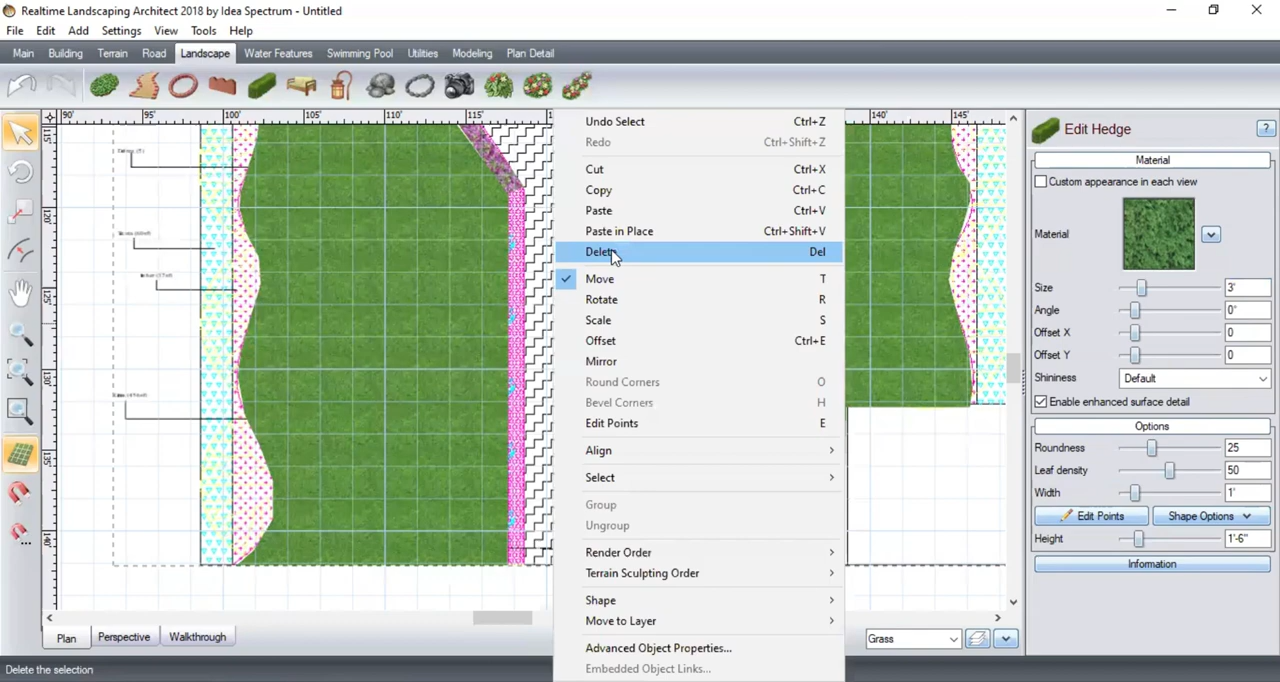 Realtime Landscaping Architect 2018 by Idea Spectrum - Untitled
File Edit Add Settings View Tools Help
Main Building Terrain Road Landscape Water Features Swimming Pool Utilities Modeling Plan Detail
90' 95' 100' 105' 110' 115' 140' 145'
115'
120'
125'
130'
135'
140'
Undo Select Ctrl+Z
Redo Ctrl+Shift+Z
Cut Ctrl+X
Copy Ctrl+C
Paste Ctrl+V
Paste in Place Ctrl+Shift+V
Delete Del
Move T
Rotate R
Scale S
Offset Ctrl+E
Mirror
Round Corners O
Bevel Corners H
Edit Points E
Align
Select
Group
Ungroup
Render Order
Terrain Sculpting Order
Shape
Move to Layer
Advanced Object Properties...
Embedded Object Links...
Edit Hedge ?
Material
Custom appearance in each view
Material
Size 3'
Angle 0°
Offset X 0
Offset Y 0
Shininess Default
Enable enhanced surface detail
Options
Roundness 25
Leaf density 50
Width 1'
Edit Points Shape Options
Height 1'-6"
Information
Plan Perspective Walkthrough
Grass
Delete the selection